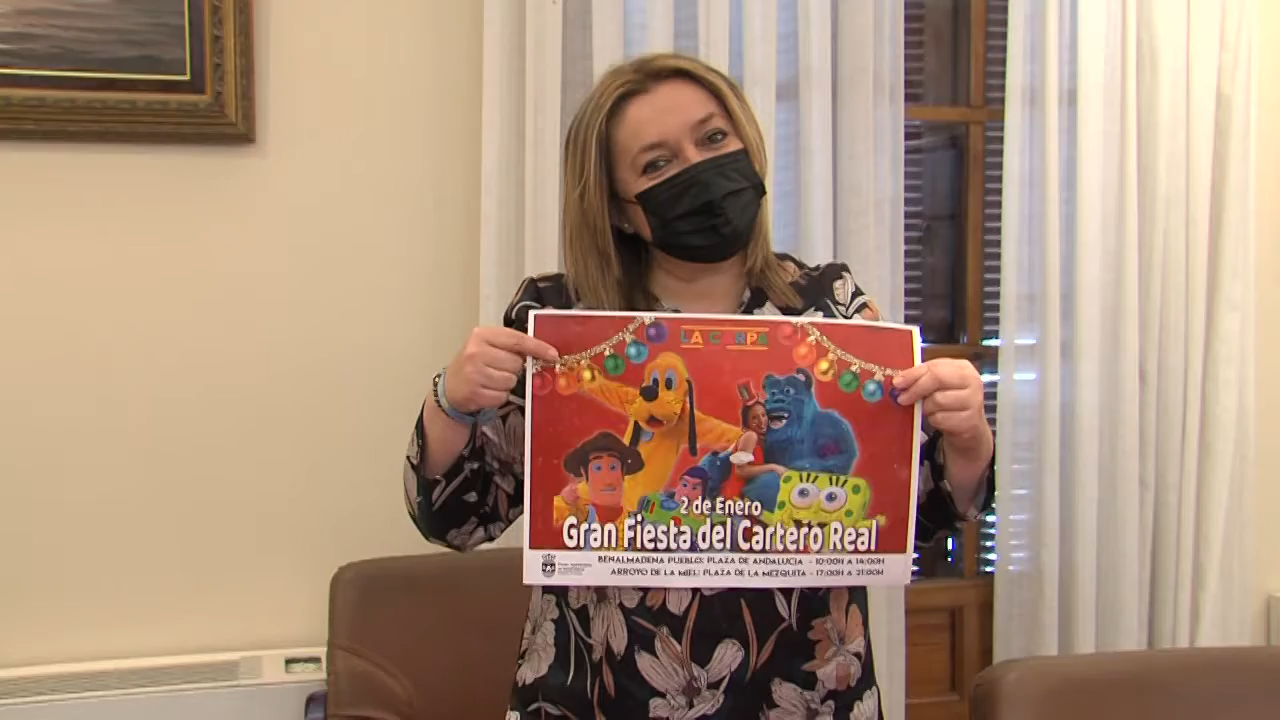 LA CARPA
2 de Enero
Gran Fiesta del Cartero Real
BENALMADENA PUEBLO: PLAZA DE ANDALUCIA - 10:00H A 14:00H
ARROYO DE LA MIEL: PLAZA DE LA MEZQUITA - 17:00H A 21:00H